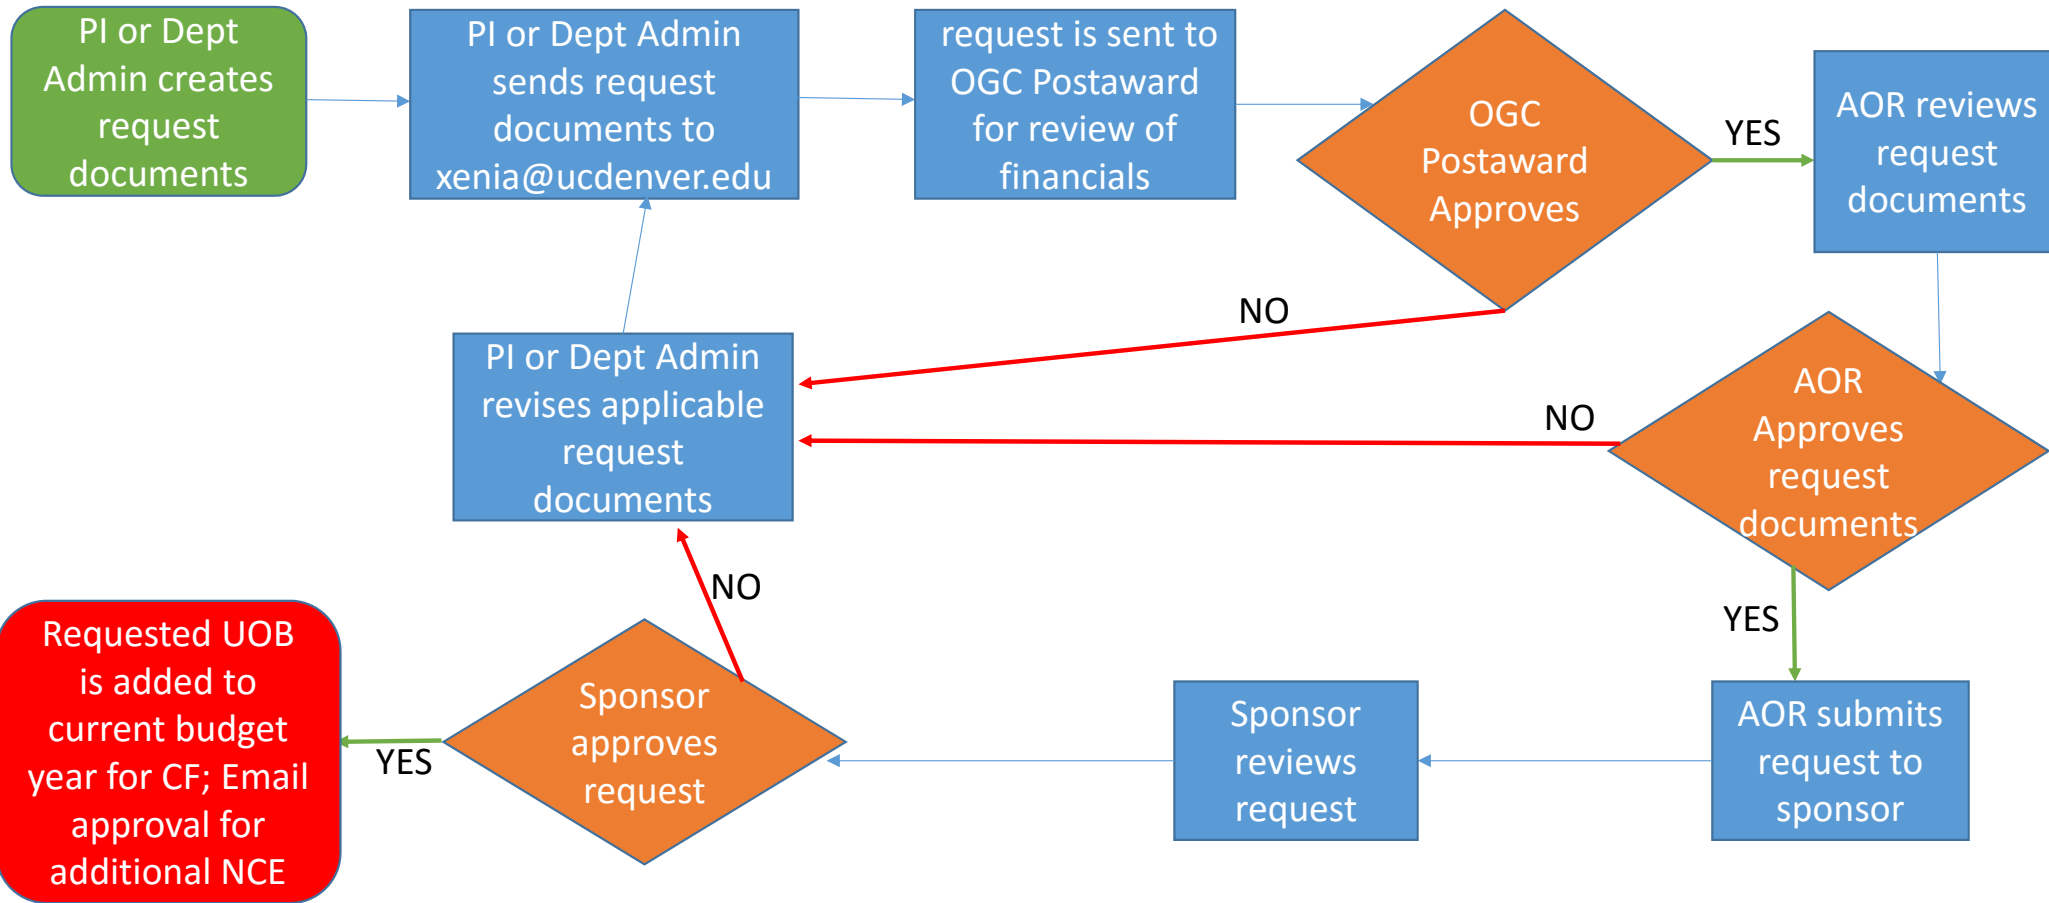 PI or Dept
Admin creates
request
documents
PI or Dept Admin
sends request
documents to
xenia@ucdenver.edu
request is sent to
OGC Postaward
for review of
financials
OGC
Postaward
Approves
YES
AOR reviews
request
documents
NO
PI or Dept Admin
revises applicable
request
documents
NO
AOR
Approves
request
documents
NO
YES
Requested UOB
is added to
current budget
year for CF; Email
approval for
additional NCE
YES
Sponsor
approves
request
Sponsor
reviews
request
AOR submits
request to
sponsor